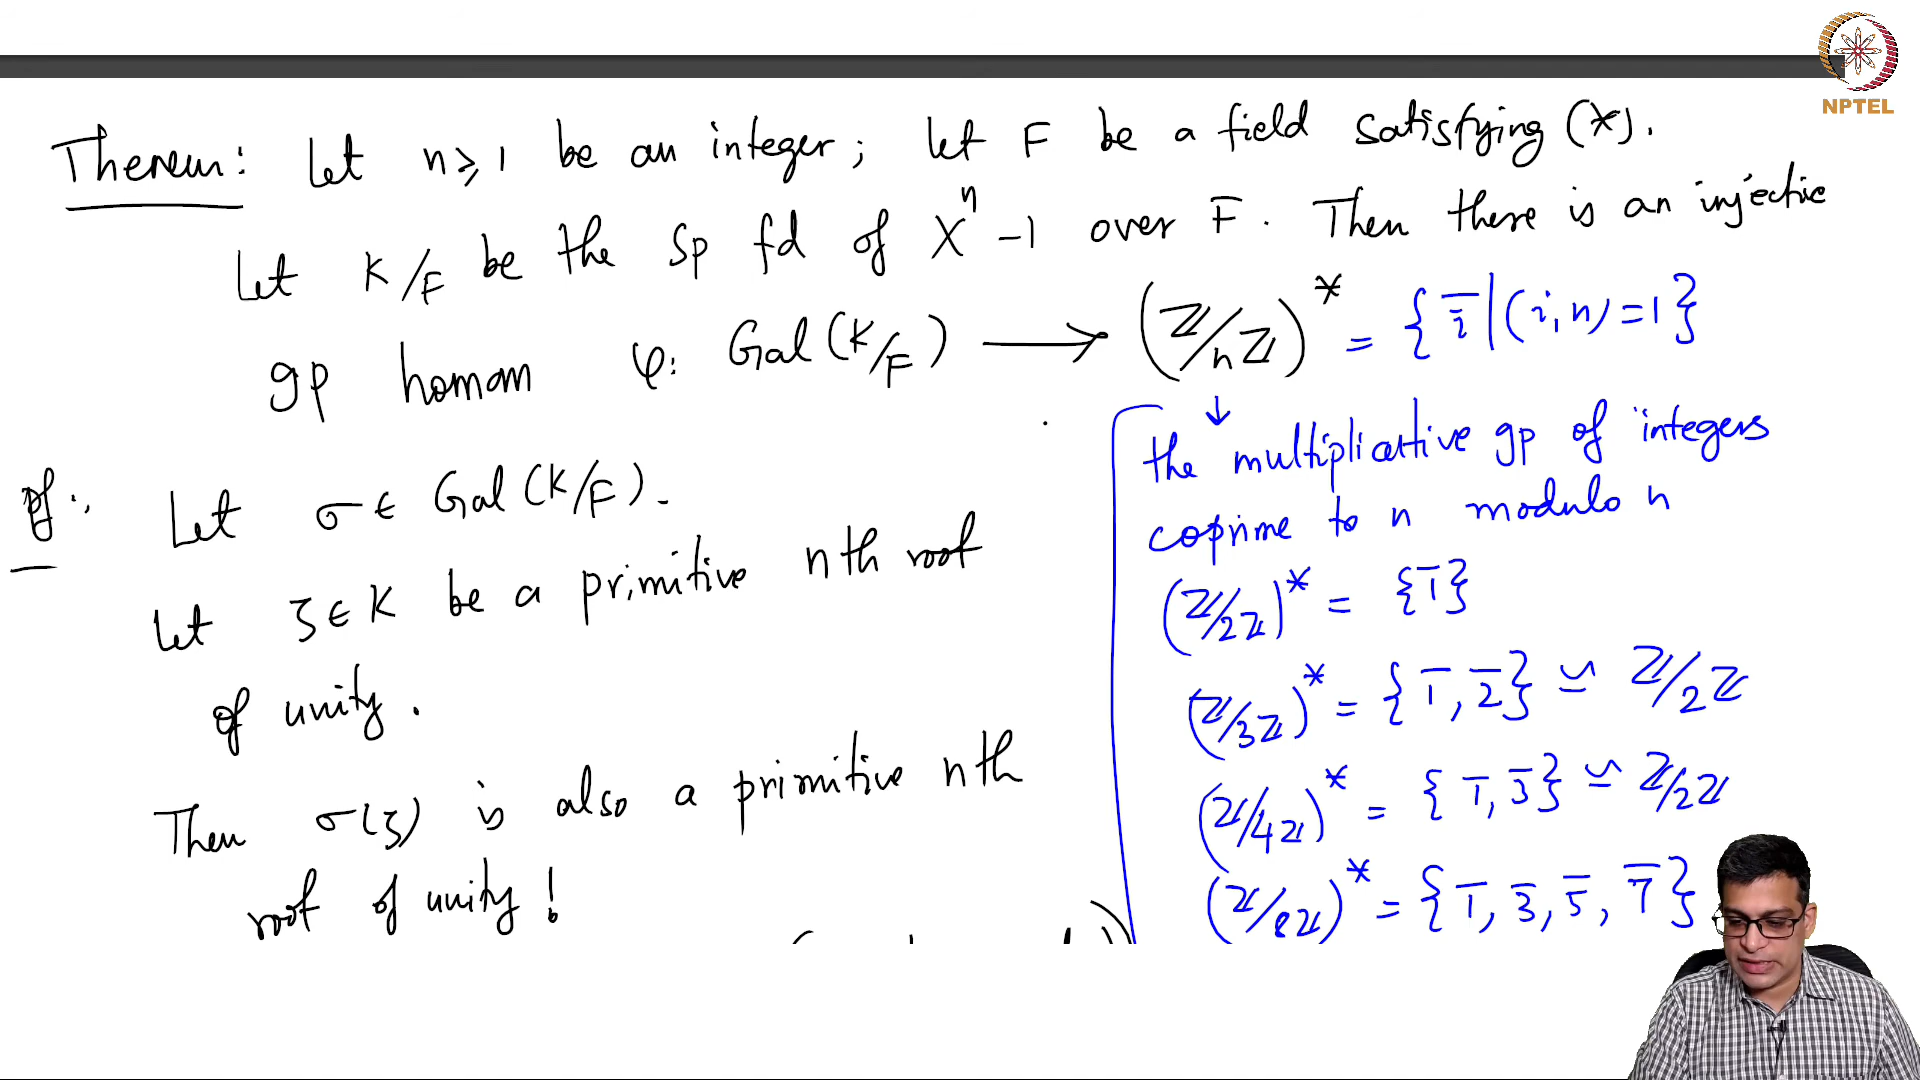 NPTEL
Therem: Let n ≥ 1 be an integer; let F be a field satisfying (*).
Let K/F be the sp fd of Xⁿ - 1 over F. Then there is an injective
gp homom φ: Gal(K/F) ⟶ (ℤ/nℤ)* = { ī | (i, n) = 1 }
Pf: Let σ ∈ Gal(K/F).
Let ζ ∈ K be a primitive nth root
of unity.
Then σ(ζ) is also a primitive nth
root of unity!
↓
the multiplicative gp of integers
coprime to n modulo n
(ℤ/2ℤ)* = {1̄}
(ℤ/3ℤ)* = {1̄, 2̄} ≃ ℤ/2ℤ
(ℤ/4ℤ)* = {1̄, 3̄} ≃ ℤ/2ℤ
(ℤ/8ℤ)* = {1̄, 3̄, 5̄, 7̄}